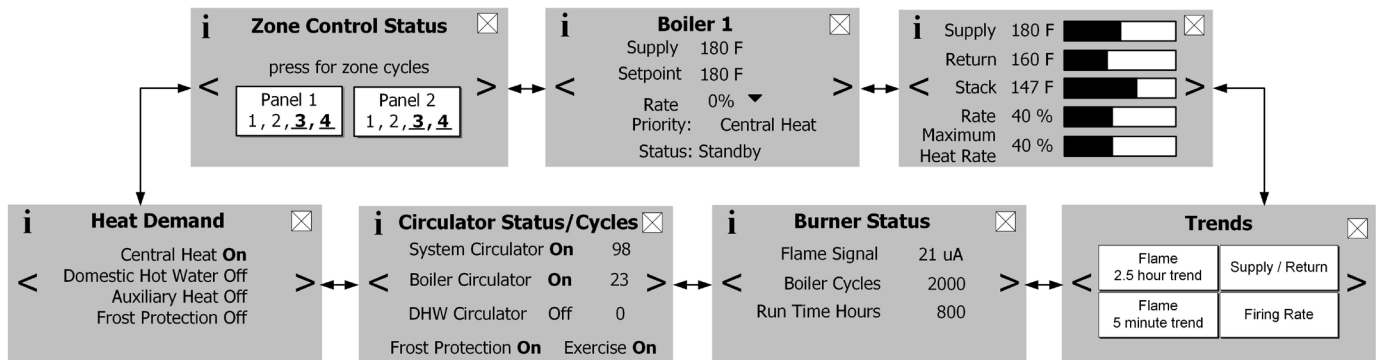 i Zone Control Status
press for zone cycles
< >
Panel 1
1, 2, 3, 4
Panel 2
1, 2, 3, 4
i Boiler 1
Supply 180 F
< Setpoint 180 F >
Rate 0%
Priority: Central Heat
Status: Standby
i Supply 180 F
Return 160 F
< Stack 147 F >
Rate 40 %
Maximum
Heat Rate 40 %
i Heat Demand
Central Heat On
< Domestic Hot Water Off >
Auxiliary Heat Off
Frost Protection Off
i Circulator Status/Cycles
System Circulator On 98
< Boiler Circulator On 23 >
DHW Circulator Off 0
Frost Protection On Exercise On
i Burner Status
Flame Signal 21 uA
< Boiler Cycles 2000 >
Run Time Hours 800
Trends
< >
Flame
2.5 hour trend
Supply / Return
Flame
5 minute trend
Firing Rate